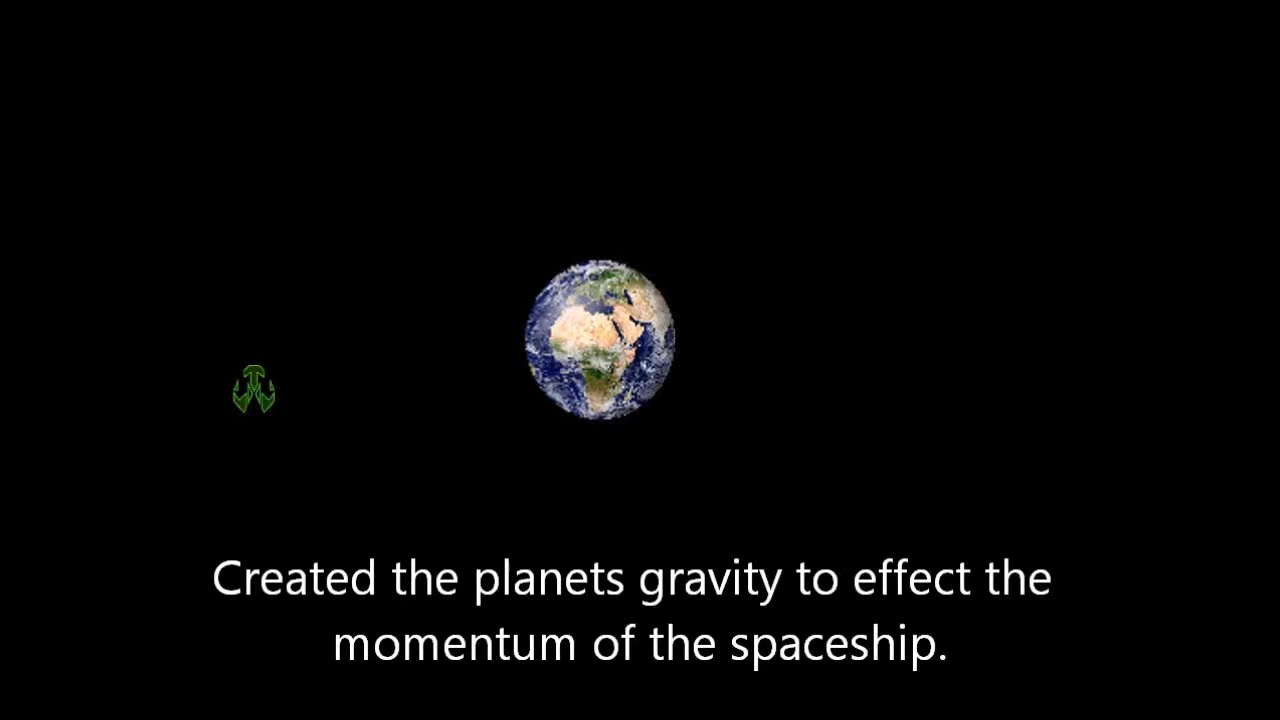 Created the planets gravity to effect the
momentum of the spaceship.